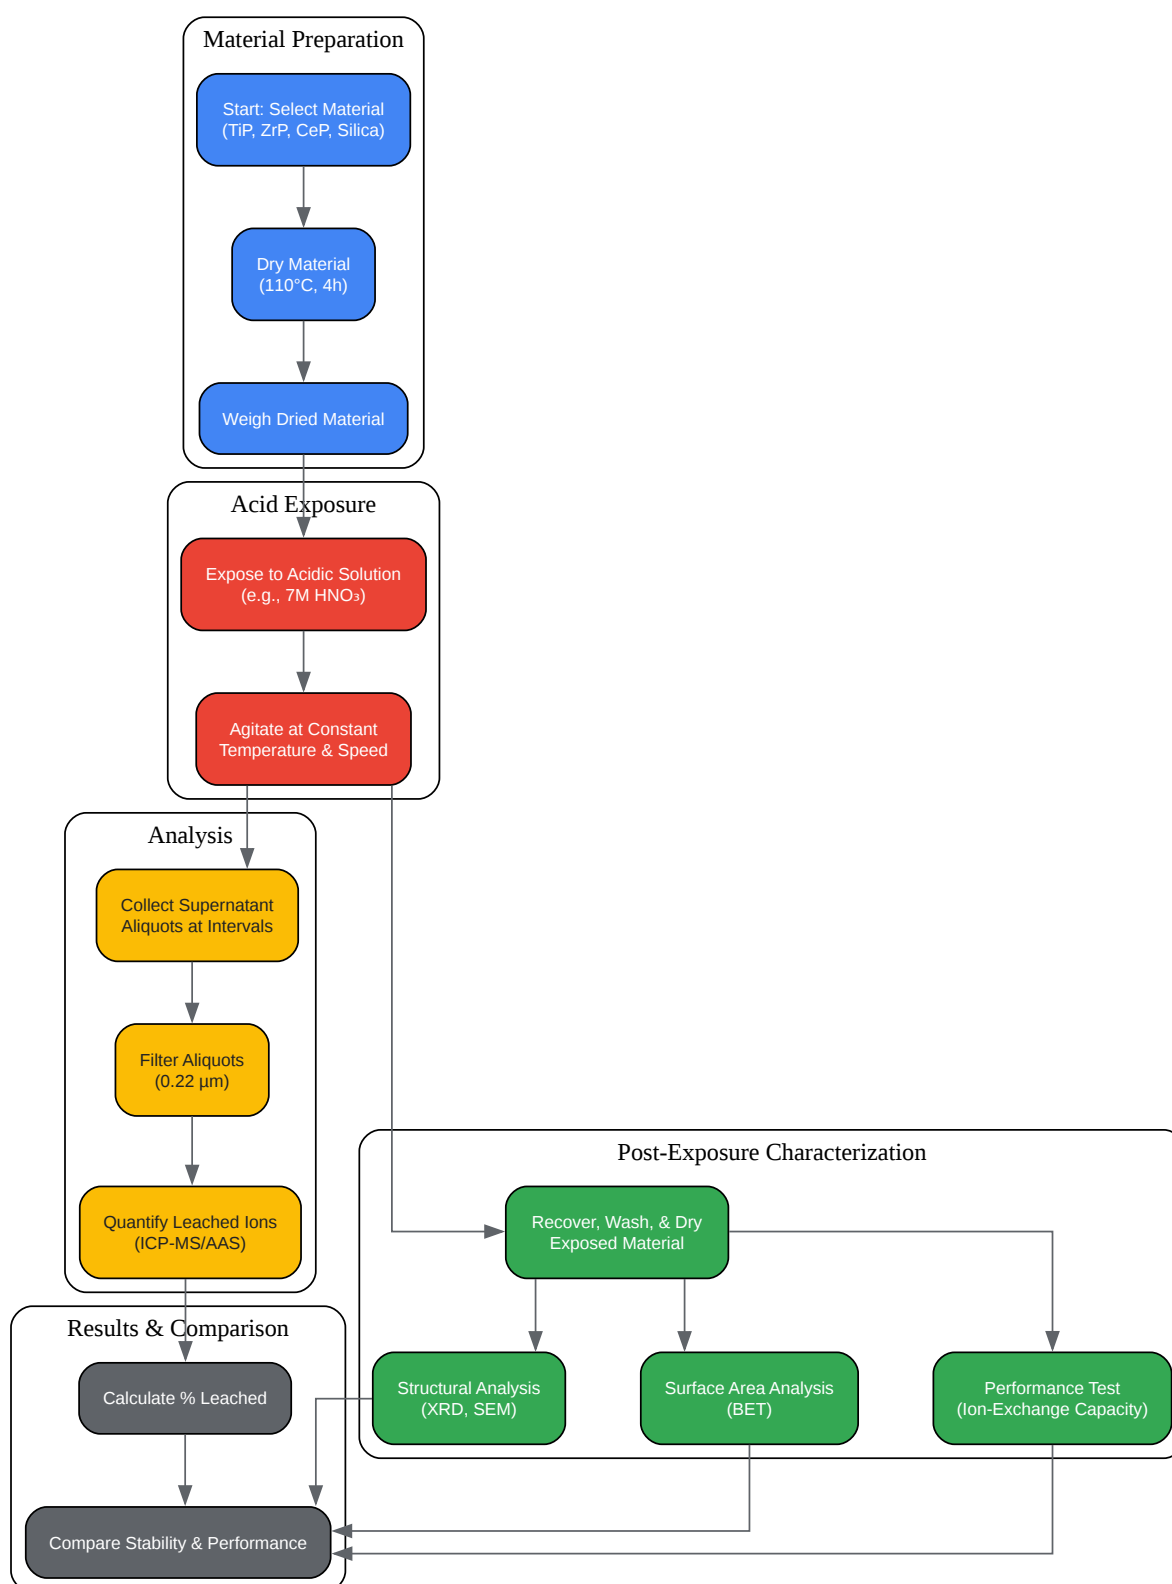 Material Preparation
Start: Select Material
(TiP, ZrP, CeP, Silica)
Dry Material
(110°C, 4h)
Weigh Dried Material
Acid Exposure
Expose to Acidic Solution
(e.g., 7M HNO₃)
Agitate at Constant
Temperature & Speed
Analysis
Collect Supernatant
Aliquots at Intervals
Filter Aliquots
(0.22 µm)
Quantify Leached Ions
(ICP-MS/AAS)
Post-Exposure Characterization
Recover, Wash, & Dry
Exposed Material
Structural Analysis
(XRD, SEM)
Surface Area Analysis
(BET)
Performance Test
(Ion-Exchange Capacity)
Results & Comparison
Calculate % Leached
Compare Stability & Performance